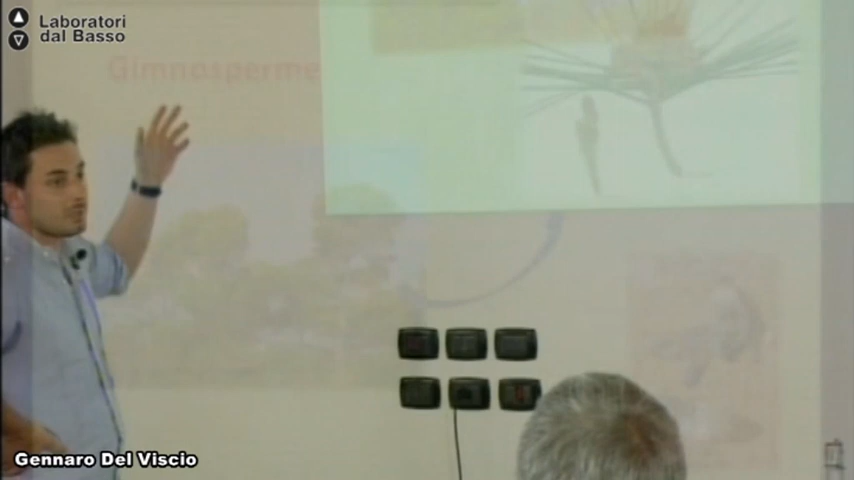 Laboratori
dal Basso
Gimnosperme
Gennaro Del Viscio